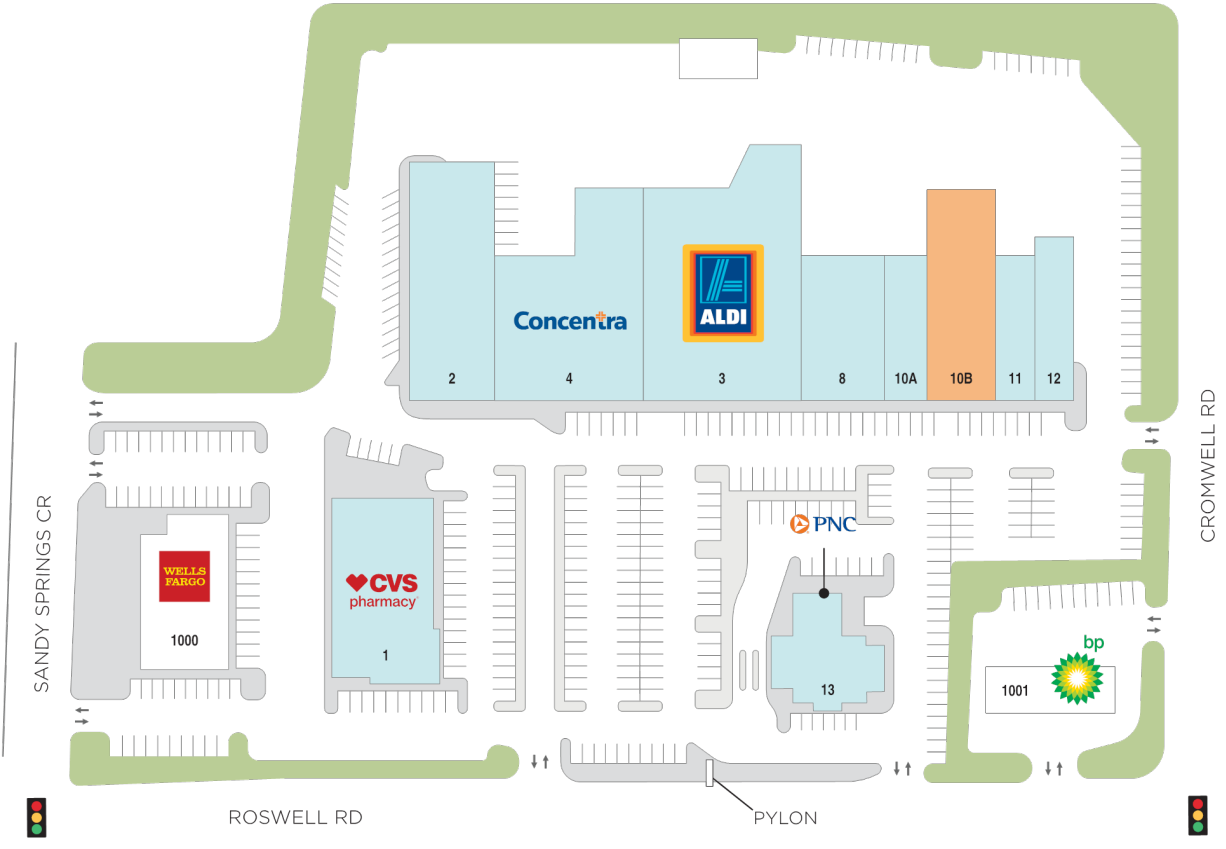 ALDI
Concentra
2
4
3
8
10A
10B
11
12
CROMWELL RD
SANDY SPRINGS CR
PNC
WELLS
FARGO
1000
CVS
pharmacy
1
13
bp
1001
ROSWELL RD
PYLON